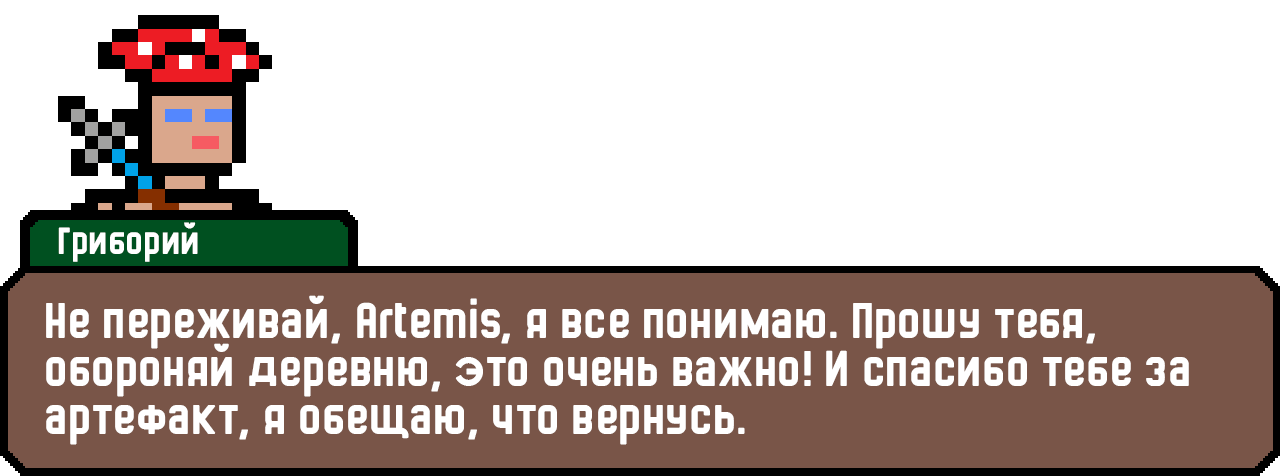 Гриборий
Не переживай, Artemis, я все понимаю. Прошу тебя,
обороняй деревню, это очень важно! И спасибо тебе за
артефакт, я обещаю, что вернусь.